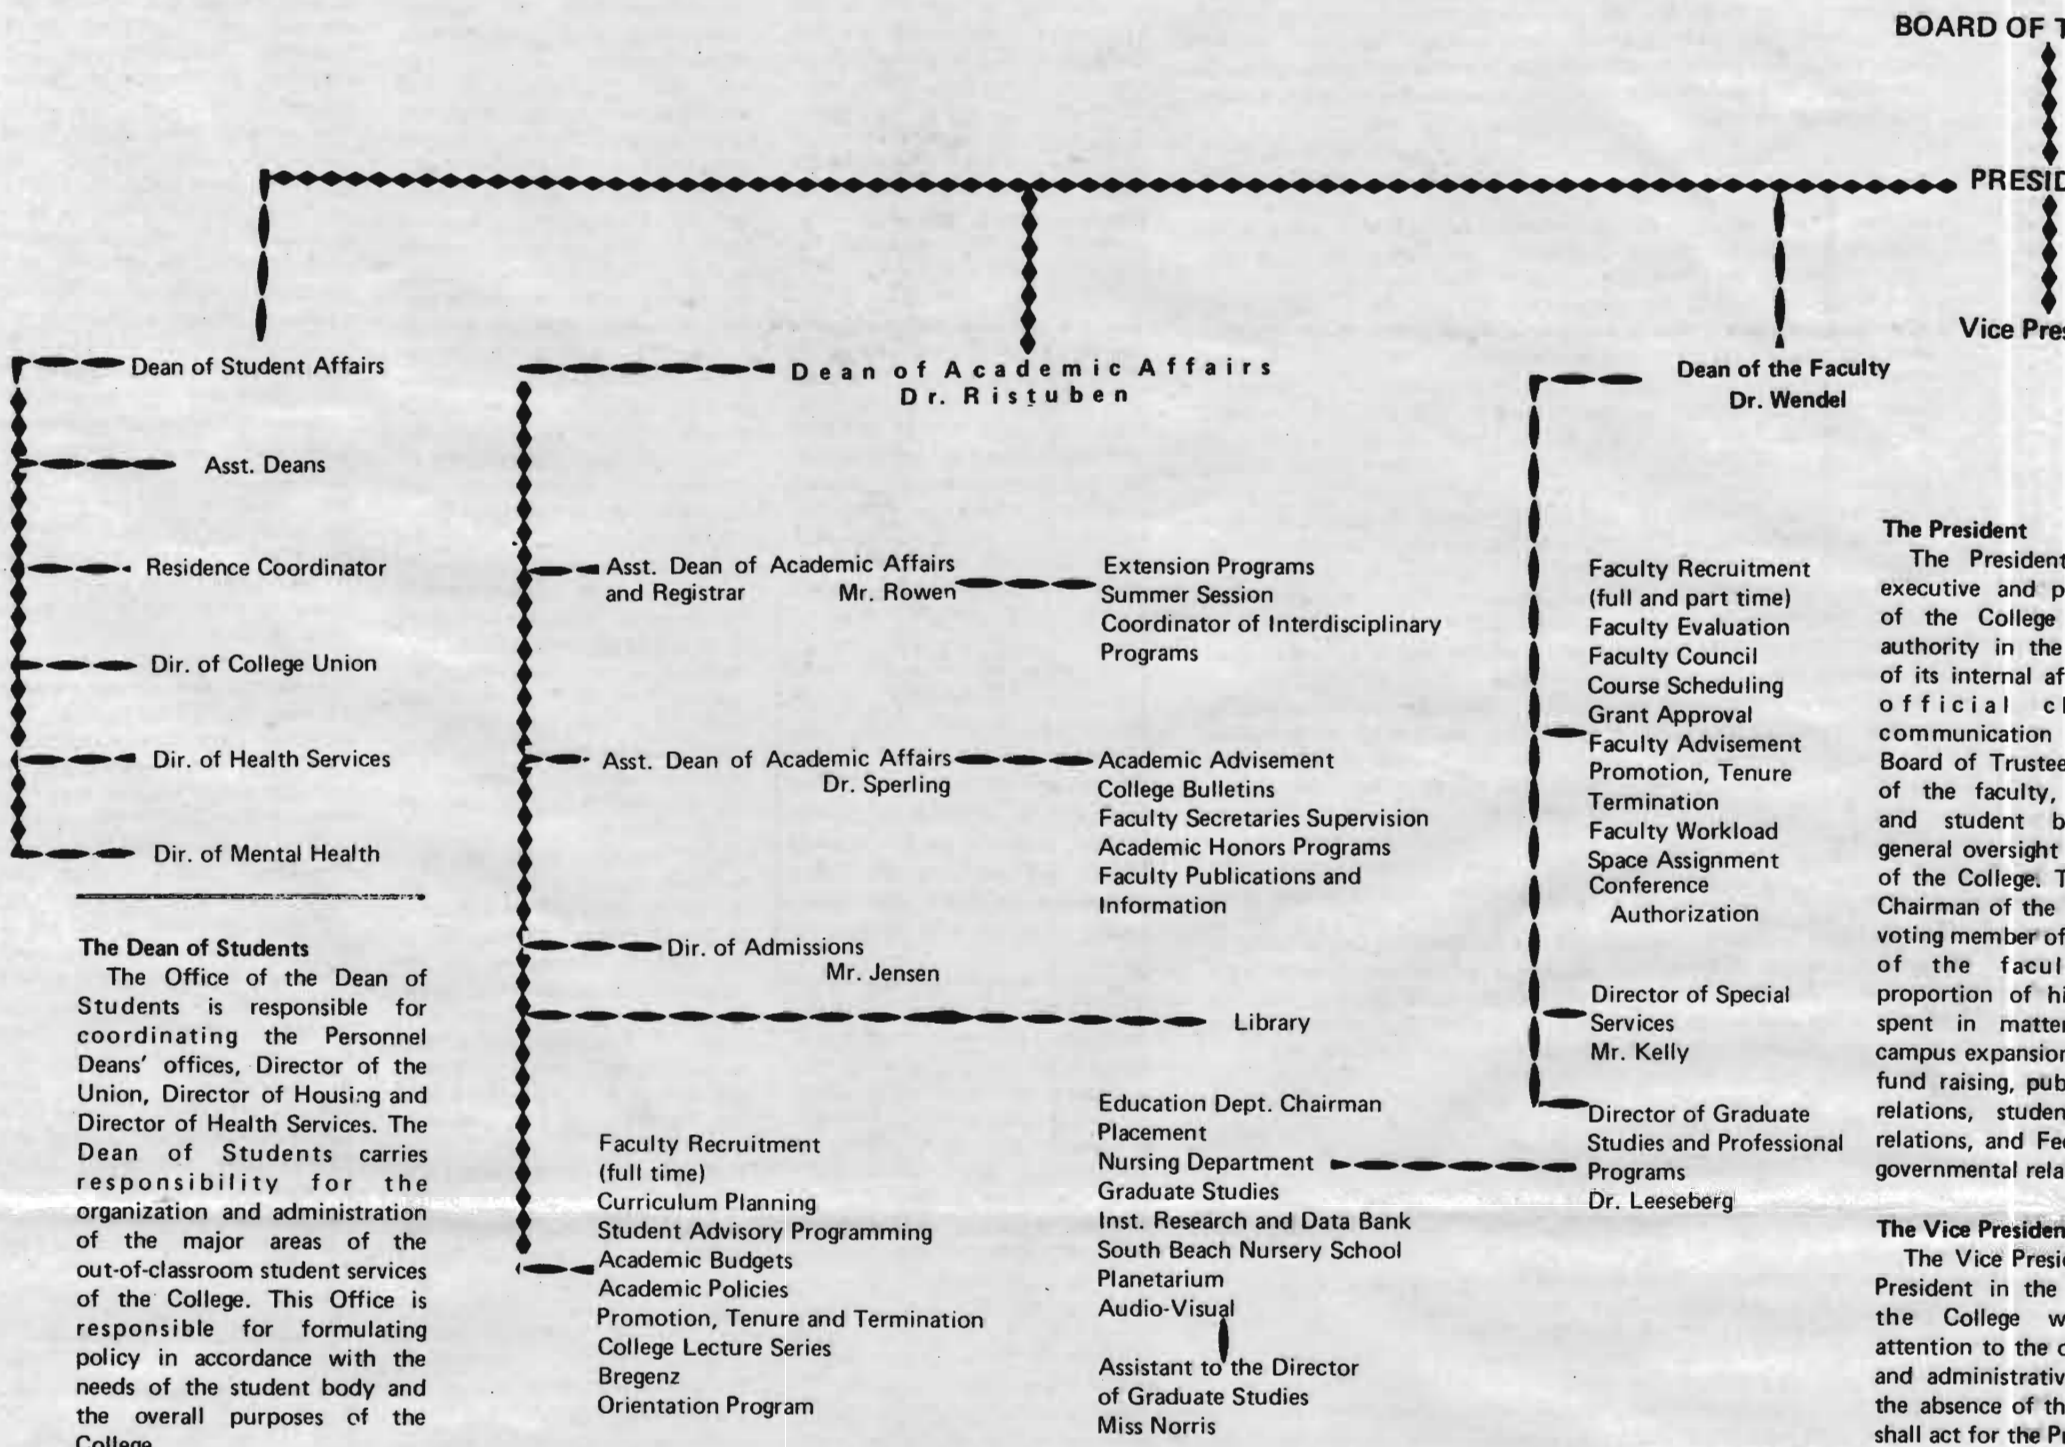 BOARD OF
PRESID
Vice Pres
Dean of Student Affairs
Asst. Deans
Residence Coordinator
Dir. of College Union
Dir. of Health Services
Dir. of Mental Health
The Dean of Students
The Office of the Dean of
Students is responsible for
coordinating the Personnel
Deans' offices, Director of the
Union, Director of Housing and
Director of Health Services. The
Dean of Students carries
responsibility for the
organization and administration
of the major areas of the
out-of-classroom student services
of the College. This Office is
responsible for formulating
policy in accordance with the
needs of the student body and
the overall purposes of the
College
Dean of Academic Affairs
Dr. Ristuben
Asst. Dean of Academic Affairs
and Registrar Mr. Rowen
Extension Programs
Summer Session
Coordinator of Interdisciplinary
Programs
Asst. Dean of Academic Affairs
Dr. Sperling
Academic Advisement
College Bulletins
Faculty Secretaries Supervision
Academic Honors Programs
Faculty Publications and
Information
Dir. of Admissions
Mr. Jensen
Library
Faculty Recruitment
(full time)
Curriculum Planning
Student Advisory Programming
Academic Budgets
Academic Policies
Promotion, Tenure and Termination
College Lecture Series
Bregenz
Orientation Program
Education Dept. Chairman
Placement
Nursing Department
Graduate Studies
Inst. Research and Data Bank
South Beach Nursery School
Planetarium
Audio-Visual
Assistant to the Director
of Graduate Studies
Miss Norris
Dean of the Faculty
Dr. Wendel
Faculty Recruitment
(full and part time)
Faculty Evaluation
Faculty Council
Course Scheduling
Grant Approval
Faculty Advisement
Promotion, Tenure
Termination
Faculty Workload
Space Assignment
Conference
Authorization
Director of Special
Services
Mr. Kelly
Director of Graduate
Studies and Professional
Programs
Dr. Leeseberg
The President
The President
executive and p
of the College
authority in the
of its internal af
official cl
communication
Board of Trustee
of the faculty,
and student b
general oversight
of the College. T
Chairman of the
voting member of
of the facul
proportion of hi
spent in matter
campus expansion
fund raising, pub
relations, studen
relations, and Fe
governmental rela
The Vice Presiden
The Vice Presi
President in the
the College w
attention to the
and administrativ
the absence of th
shall act for the Pr